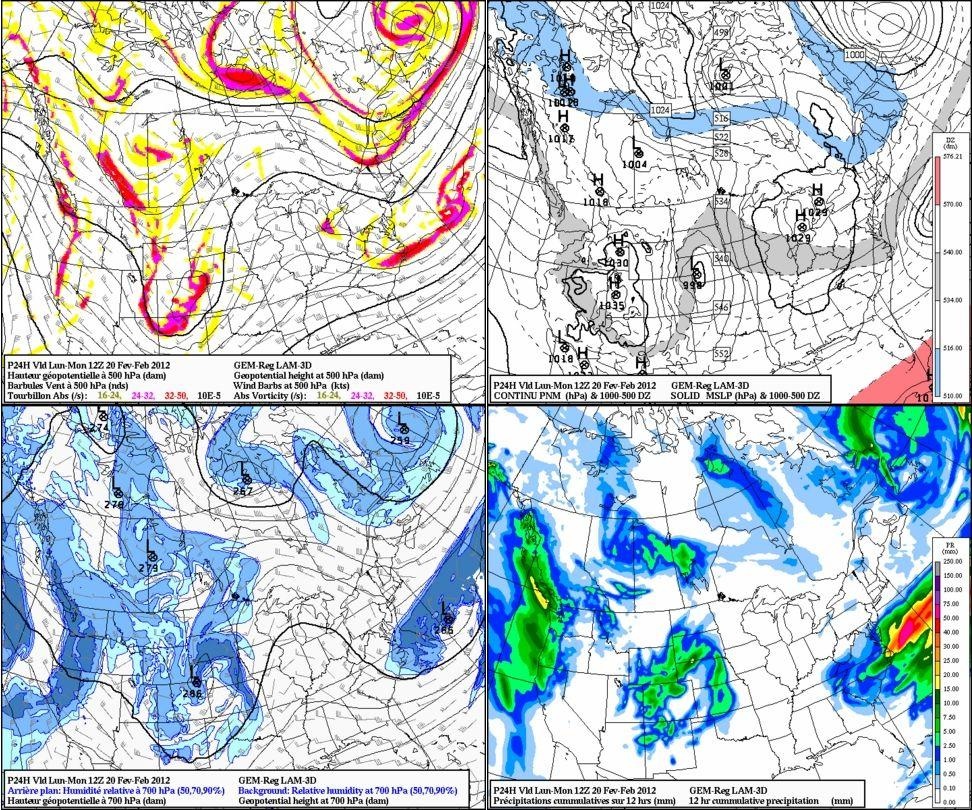 274
L
259
L
267
L
278
L
279
L
286
L
265
P24H Vld Lun-Mon 12Z 20 Fev-Feb 2012 GEM-Reg LAM-3D
Hauteur géopotentielle à 500 hPa (dam) Geopotential height at 500 hPa (dam)
Barbules Vent à 500 hPa (nds) Wind Barbs at 500 hPa (kts)
Tourbillon Abs (/s): 16-24, 24-32, 32-50, 10E-5 Abs Vorticity (/s): 16-24, 24-32, 32-50, 10E-5
1024
498
1000
H
L
1001
1024
516
522
528
H
1017
L
1004
H
1018
534
H
1029
H
1029
H
1030
540
H
1035
998
546
L
1018
H
552
H
DZ
(dm)
576.21
570.00
540.00
534.00
516.00
510.00
P24H Vld Lun-Mon 12Z 20 Fev-Feb 2012 GEM-Reg LAM-3D
CONTINU PNM (hPa) & 1000-500 DZ SOLID MSLP (hPa) & 1000-500 DZ
P24H Vld Lun-Mon 12Z 20 Fev-Feb 2012 GEM-Reg LAM-3D
Arrière plan: Humidité relative à 700 hPa (50,70,90%) Background: Relative humidity at 700 hPa (50,70,90%)
Hauteur géopotentielle à 700 hPa (dam) Geopotential height at 700 hPa (dam)
PR
(mm)
250.00
100.00
75.00
50.00
40.00
30.00
20.00
15.00
10.00
7.50
5.00
2.50
1.00
0.50
0.10
0.00
P24H Vld Lun-Mon 12Z 20 Fev-Feb 2012 GEM-Reg LAM-3D
Précipitations cummulatives sur 12 hrs (mm) 12 hr cummulative precipitation (mm)